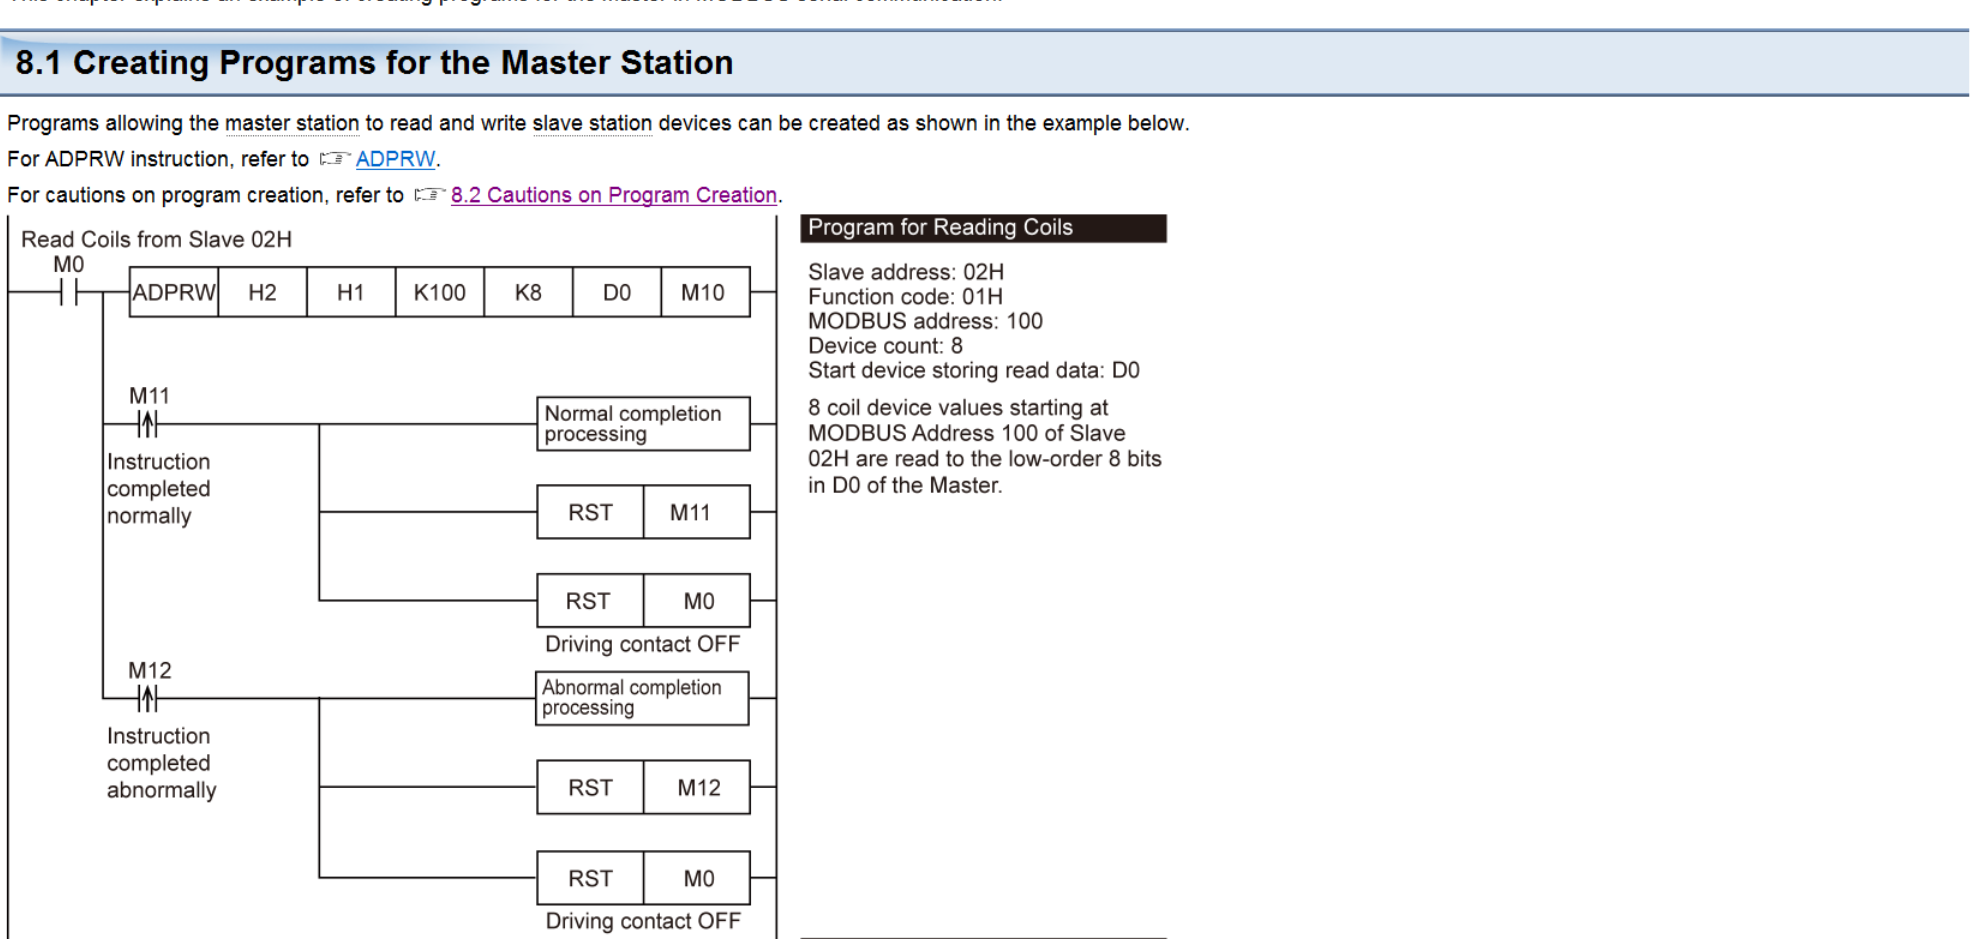 8.1 Creating Programs for the Master Station
Programs allowing the master station to read and write slave station devices can be created as shown in the example below.
For ADPRW instruction, refer to ADPRW.
For cautions on program creation, refer to 8.2 Cautions on Program Creation.
Read Coils from Slave 02H
M0
ADPRW H2 H1 K100 K8 D0 M10
M11
Instruction
completed
normally
Normal completion
processing
RST M11
RST M0
Driving contact OFF
M12
Instruction
completed
abnormally
Abnormal completion
processing
RST M12
RST M0
Driving contact OFF
Program for Reading Coils
Slave address: 02H
Function code: 01H
MODBUS address: 100
Device count: 8
Start device storing read data: D0
8 coil device values starting at
MODBUS Address 100 of Slave
02H are read to the low-order 8 bits
in D0 of the Master.